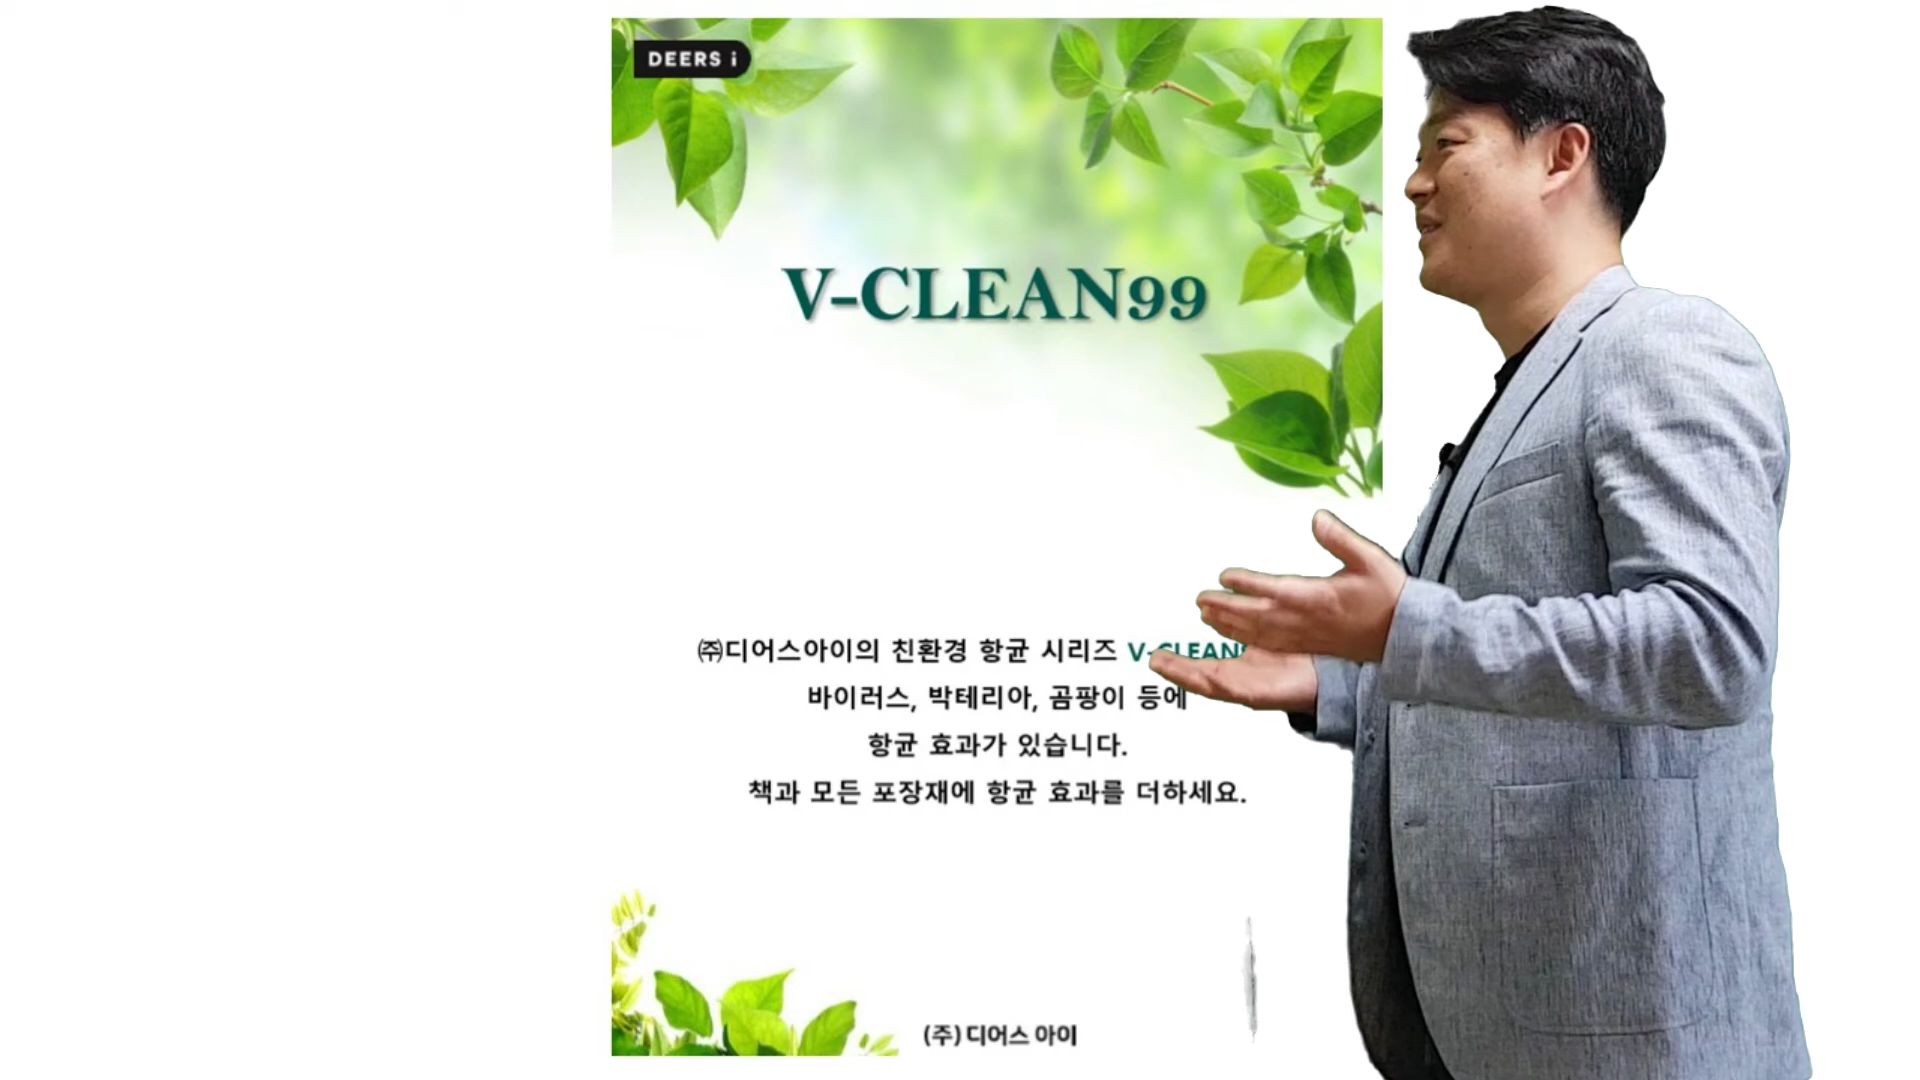 DEERS i
V-CLEAN99
㈜디어스아이의 친환경 항균 시리즈
바이러스, 박테리아, 곰팡이 등에
항균 효과가 있습니다.
책과 모든 포장재에 항균 효과를 더하세요.
(주) 디어스 아이